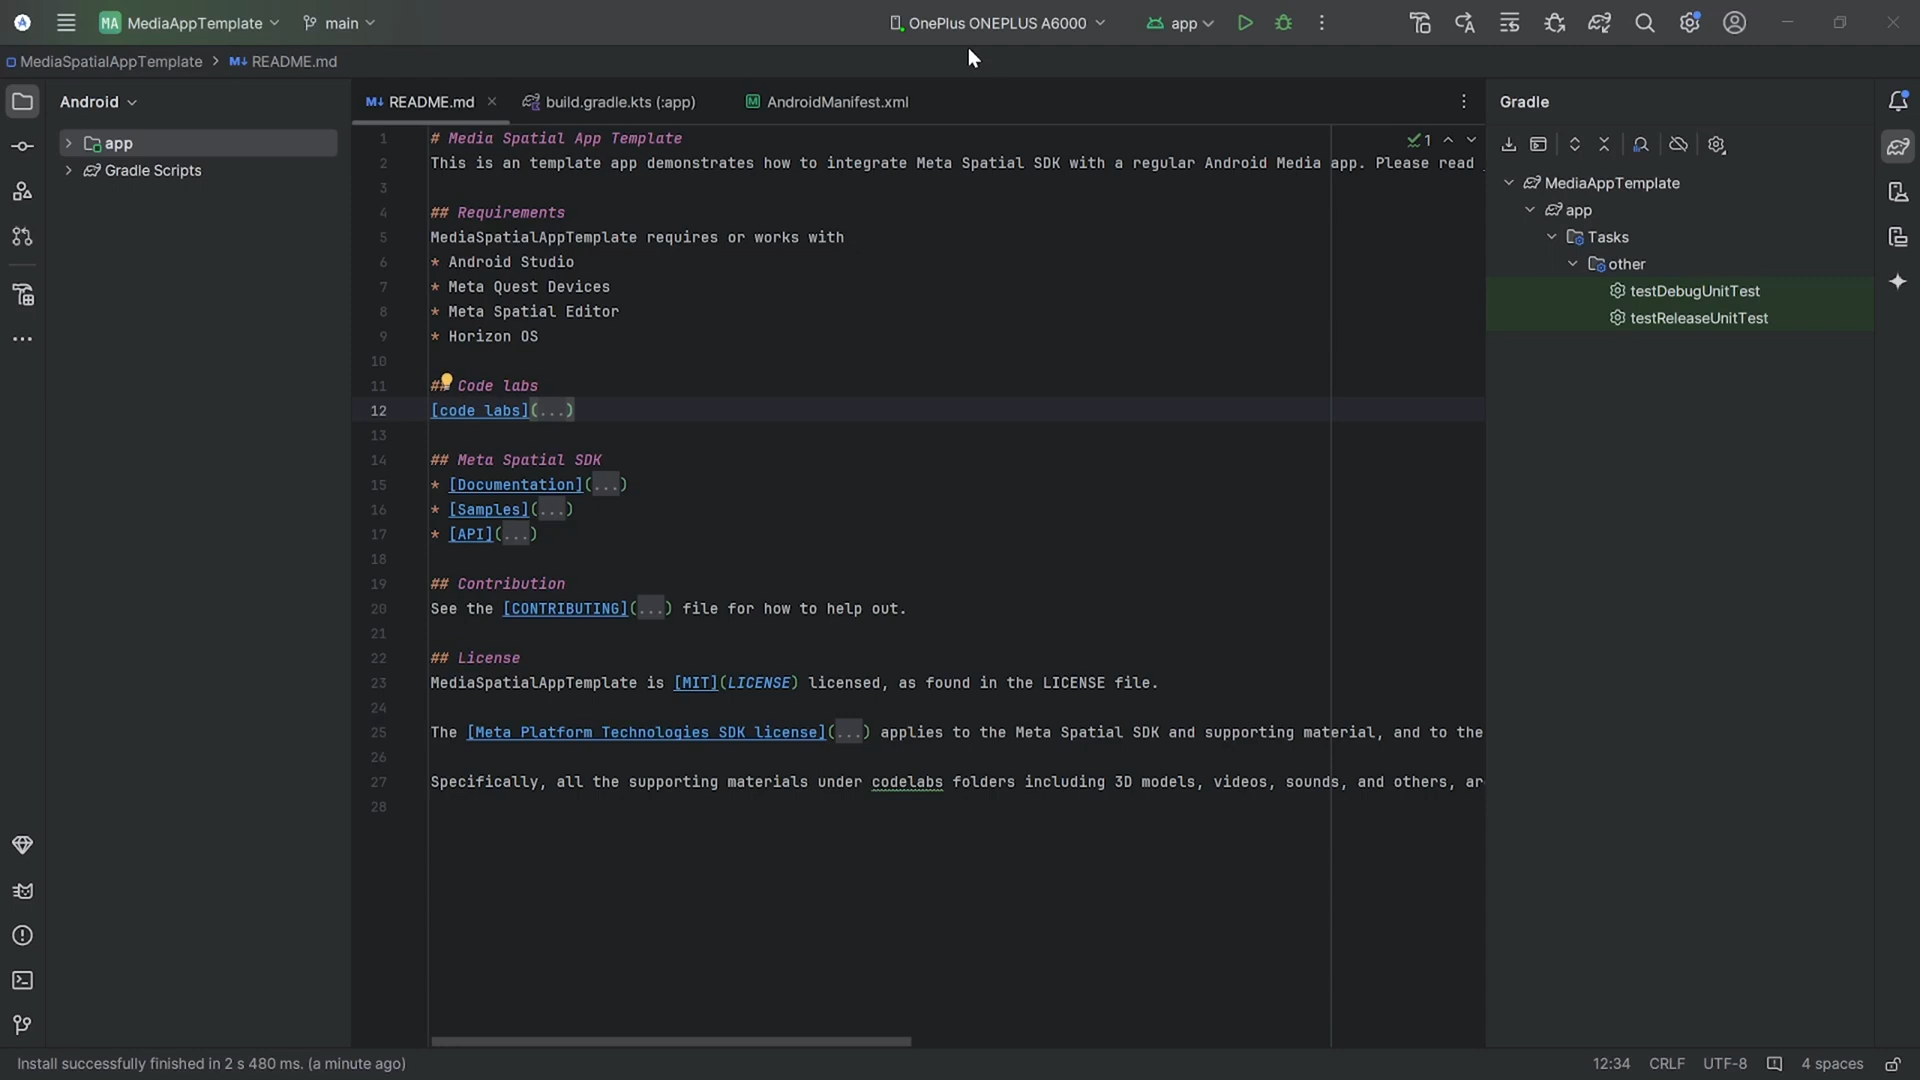 MA MediaAppTemplate main OnePlus ONEPLUS A6000 app
MediaSpatialAppTemplate > M↓ README.md
Android
app
Gradle Scripts
M↓ README.md build.gradle.kts (:app) M AndroidManifest.xml
1 # Media Spatial App Template
2 This is an template app demonstrates how to integrate Meta Spatial SDK with a regular Android Media app. Please read
3
4 ## Requirements
5 MediaSpatialAppTemplate requires or works with
6 * Android Studio
7 * Meta Quest Devices
8 * Meta Spatial Editor
9 * Horizon OS
10
11 ## Code labs
12 [code labs](...)
13
14 ## Meta Spatial SDK
15 * [Documentation](...)
16 * [Samples](...)
17 * [API](...)
18
19 ## Contribution
20 See the [CONTRIBUTING](...) file for how to help out.
21
22 ## License
23 MediaSpatialAppTemplate is [MIT](LICENSE) licensed, as found in the LICENSE file.
24
25 The [Meta Platform Technologies SDK license](...) applies to the Meta Spatial SDK and supporting material, and to the
26
27 Specifically, all the supporting materials under codelabs folders including 3D models, videos, sounds, and others, ar
28
1
Gradle
MediaAppTemplate
app
Tasks
other
testDebugUnitTest
testReleaseUnitTest
Install successfully finished in 2 s 480 ms. (a minute ago)
12:34 CRLF UTF-8 4 spaces